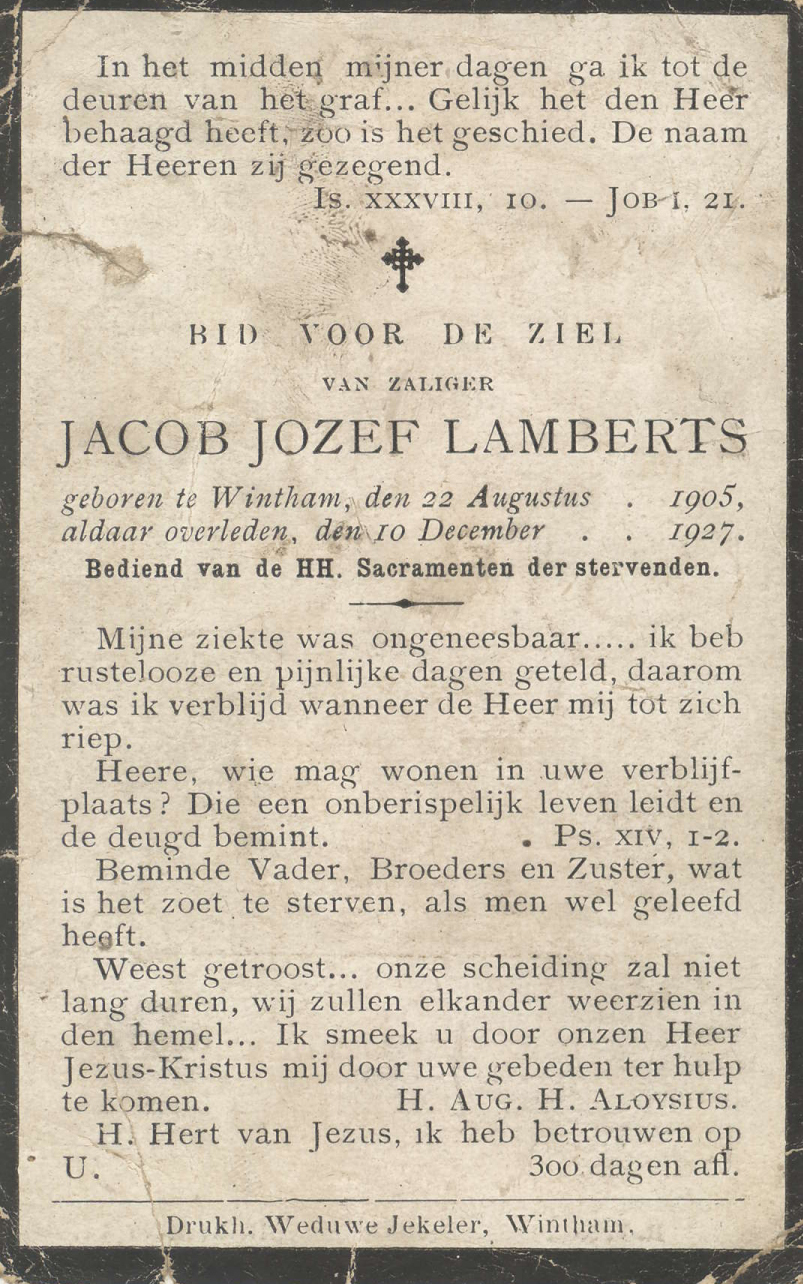 In het midden mijner dagen ga ik tot de
deuren van het graf... Gelijk het den Heer
behaagd heeft, zoo is het geschied. De naam
der Heeren zij gezegend.
Is. XXXVIII, 10. — Job I. 21.
BID VOOR DE ZIEL
VAN ZALIGER
JACOB JOZEF LAMBERTS
geboren te Wintham, den 22 Augustus . 1905,
aldaar overleden, den 10 December . . 1927.
Bediend van de HH. Sacramenten der stervenden.
Mijne ziekte was ongeneesbaar..... ik beb
rustelooze en pijnlijke dagen geteld, daarom
was ik verblijd wanneer de Heer mij tot zich
riep.
Heere, wie mag wonen in uwe verblijf-
plaats? Die een onberispelijk leven leidt en
de deugd bemint. . Ps. XIV, 1-2.
Beminde Vader, Broeders en Zuster, wat
is het zoet te sterven, als men wel geleefd
heeft.
Weest getroost... onze scheiding zal niet
lang duren, wij zullen elkander weerzien in
den hemel... Ik smeek u door onzen Heer
Jezus-Kristus mij door uwe gebeden ter hulp
te komen. H. Aug. H. Aloysius.
H. Hert van Jezus, ik heb betrouwen op
U. 300 dagen afl.
Drukh. Weduwe Jekeler, Wintham.